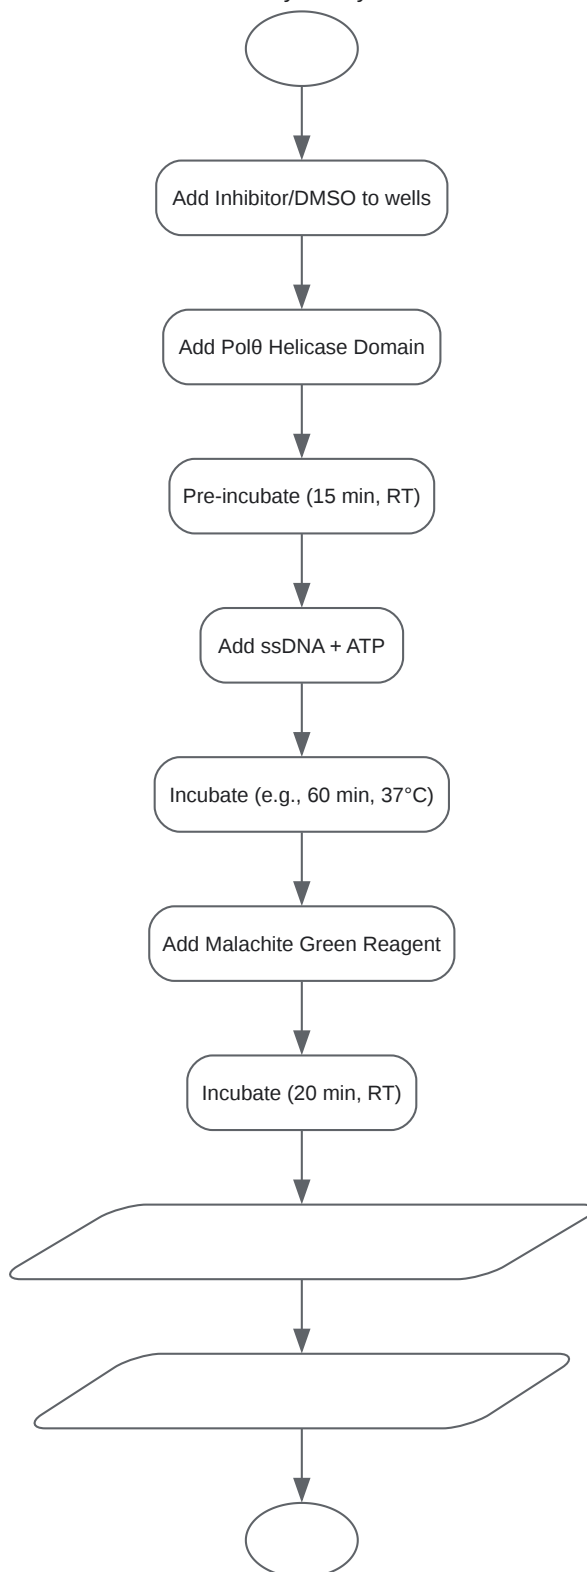 Add Inhibitor/DMSO to wells
Add Polθ Helicase Domain
Pre-incubate (15 min, RT)
Add ssDNA + ATP
Incubate (e.g., 60 min, 37°C)
Add Malachite Green Reagent
Incubate (20 min, RT)